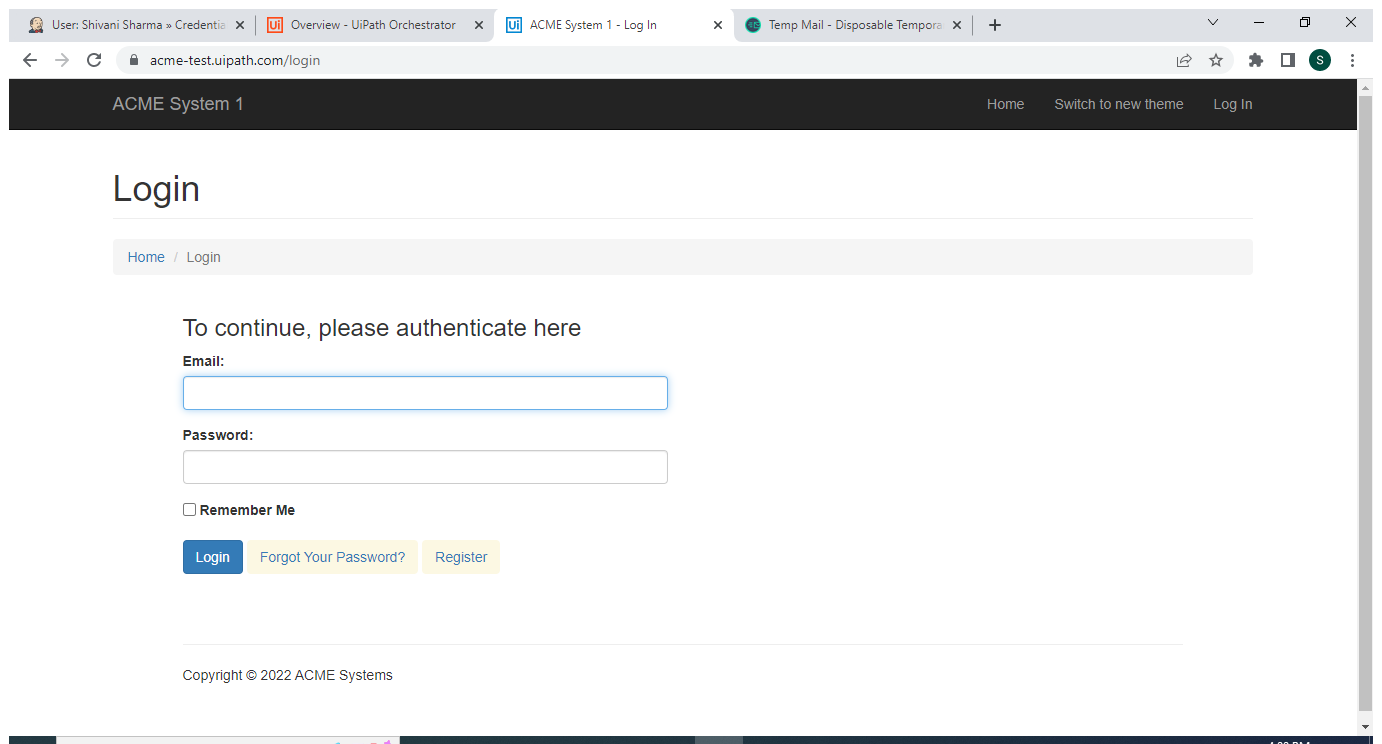 User: Shivani Sharma » Credentia
Ui Overview - UiPath Orchestrator
Ui ACME System 1 - Log In
Temp Mail - Disposable Tempora
acme-test.uipath.com/login
S
ACME System 1 Home Switch to new theme Log In
Login
Home / Login
To continue, please authenticate here
Email:
Password:
Remember Me
Login Forgot Your Password? Register
Copyright © 2022 ACME Systems